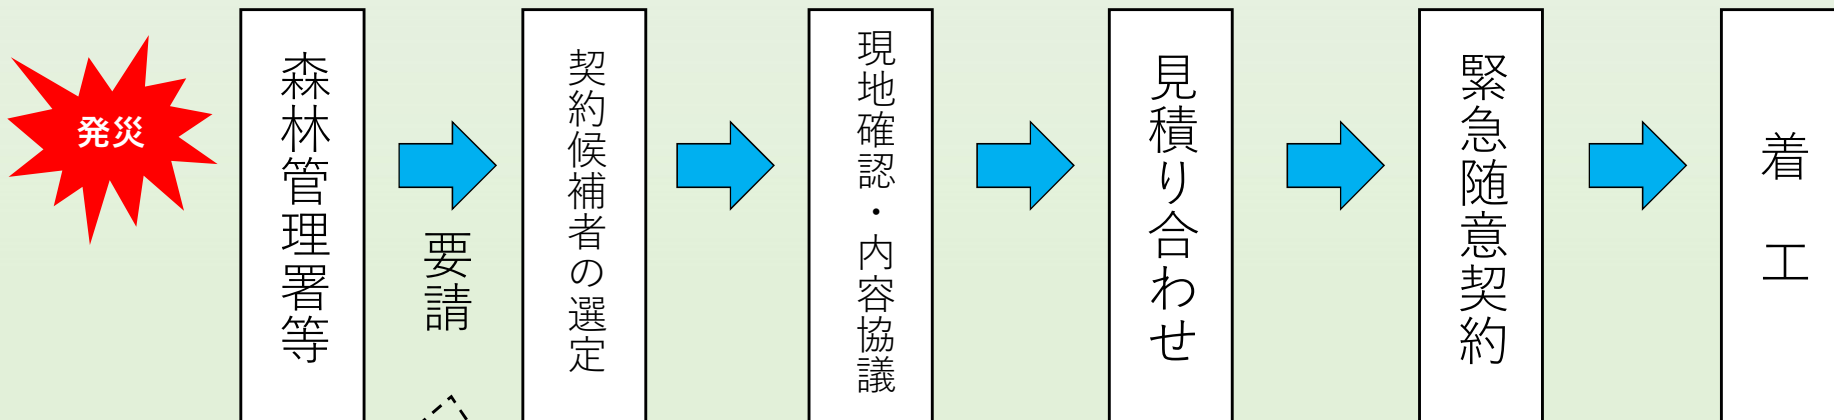 発災
森林管理署等
要請
契約候補者の選定
現地確認・内容協議
見積り合わせ
緊急随意契約
着工